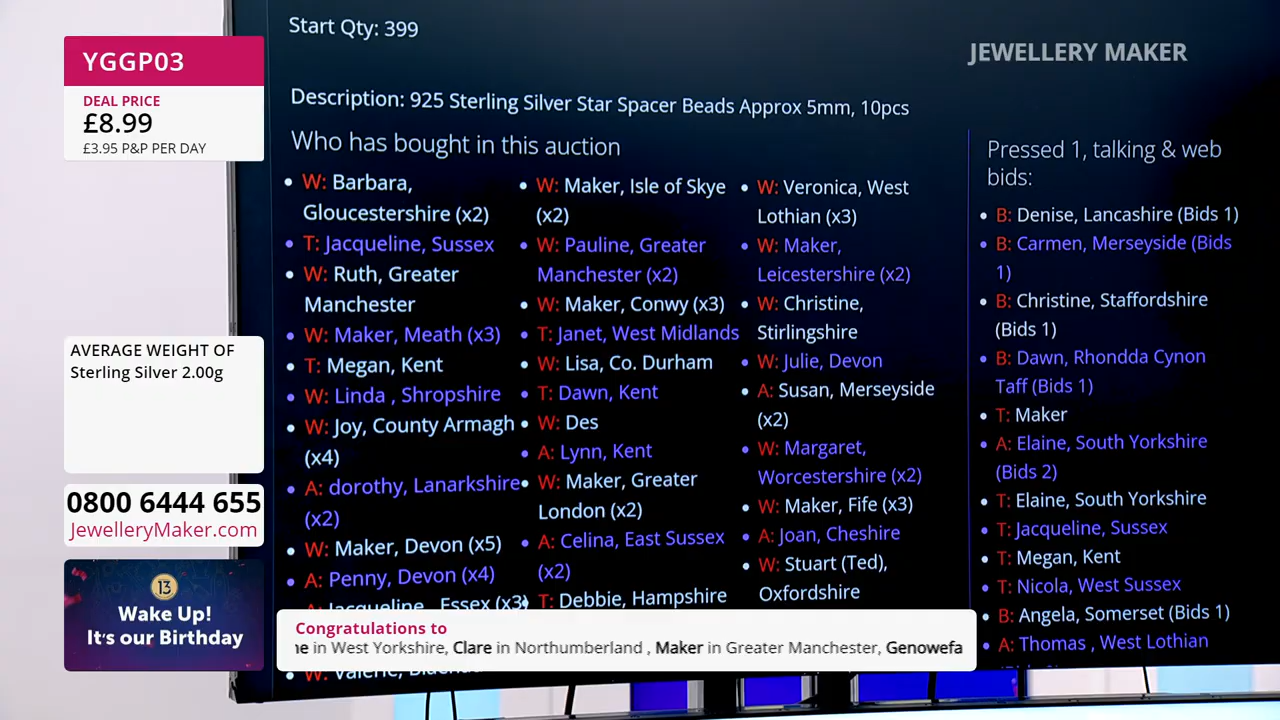 YGGP03
DEAL PRICE
£8.99
£3.95 P&P PER DAY
AVERAGE WEIGHT OF
Sterling Silver 2.00g
0800 6444 655
JewelleryMaker.com
13
Wake Up!
It's our Birthday
JEWELLERY MAKER
Start Qty: 399
Description: 925 Sterling Silver Star Spacer Beads Approx 5mm, 10pcs
Who has bought in this auction
W: Barbara,
Gloucestershire (x2)
T: Jacqueline, Sussex
W: Ruth, Greater
Manchester
W: Maker, Meath (x3)
T: Megan, Kent
W: Linda , Shropshire
W: Joy, County Armagh
(x4)
A: dorothy, Lanarkshire
(x2)
W: Maker, Devon (x5)
A: Penny, Devon (x4)
A: Jacqueline, Essex (x3)
W: Valerie,
W: Maker, Isle of Skye
(x2)
W: Pauline, Greater
Manchester (x2)
W: Maker, Conwy (x3)
T: Janet, West Midlands
W: Lisa, Co. Durham
T: Dawn, Kent
W: Des
A: Lynn, Kent
W: Maker, Greater
London (x2)
A: Celina, East Sussex
(x2)
T: Debbie, Hampshire
W: Veronica, West
Lothian (x3)
W: Maker,
Leicestershire (x2)
W: Christine,
Stirlingshire
W: Julie, Devon
A: Susan, Merseyside
(x2)
W: Margaret,
Worcestershire (x2)
W: Maker, Fife (x3)
A: Joan, Cheshire
W: Stuart (Ted),
Oxfordshire
Pressed 1, talking & web
bids:
B: Denise, Lancashire (Bids 1)
B: Carmen, Merseyside (Bids
1)
B: Christine, Staffordshire
(Bids 1)
B: Dawn, Rhondda Cynon
Taff (Bids 1)
T: Maker
A: Elaine, South Yorkshire
(Bids 2)
T: Elaine, South Yorkshire
T: Jacqueline, Sussex
T: Megan, Kent
T: Nicola, West Sussex
B: Angela, Somerset (Bids 1)
A: Thomas , West Lothian
Congratulations to
in West Yorkshire, Clare in Northumberland , Maker in Greater Manchester, Genowefa